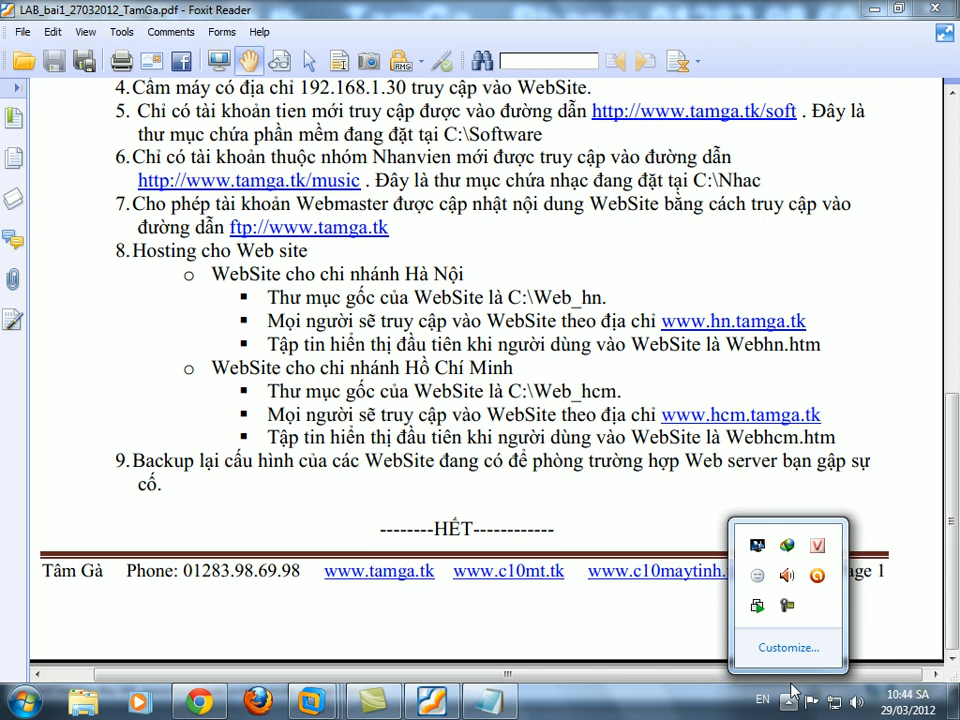 LAB_bai1_27032012_TamGa.pdf - Foxit Reader
File Edit View Tools Comments Forms Help
4.Cấm máy có địa chỉ 192.168.1.30 truy cập vào WebSite.
5. Chỉ có tài khoản tien mới truy cập được vào đường dẫn http://www.tamga.tk/soft . Đây là
thư mục chứa phần mềm đang đặt tại C:\Software
6.Chỉ có tài khoản thuộc nhóm Nhanvien mới được truy cập vào đường dẫn
http://www.tamga.tk/music . Đây là thư mục chứa nhạc đang đặt tại C:\Nhac
7.Cho phép tài khoản Webmaster được cập nhật nội dung WebSite bằng cách truy cập vào
đường dẫn ftp://www.tamga.tk
8.Hosting cho Web site
o WebSite cho chi nhánh Hà Nội
▪ Thư mục gốc của WebSite là C:\Web_hn.
▪ Mọi người sẽ truy cập vào WebSite theo địa chỉ www.hn.tamga.tk
▪ Tập tin hiển thị đầu tiên khi người dùng vào WebSite là Webhn.htm
o WebSite cho chi nhánh Hồ Chí Minh
▪ Thư mục gốc của WebSite là C:\Web_hcm.
▪ Mọi người sẽ truy cập vào WebSite theo địa chỉ www.hcm.tamga.tk
▪ Tập tin hiển thị đầu tiên khi người dùng vào WebSite là Webhcm.htm
9.Backup lại cấu hình của các WebSite đang có để phòng trường hợp Web server bạn gập sự
cố.
--------HẾT------------
Tâm Gà Phone: 01283.98.69.98 www.tamga.tk www.c10mt.tk www.c10maytinh. age 1
Customize...
EN
10:44 SA
29/03/2012